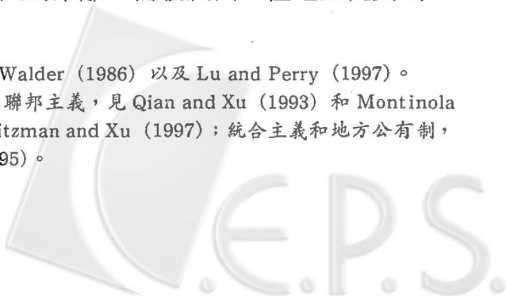 Walder (1986) 以及 Lu and Perry (1997)。
聯邦主義，見 Qian and Xu (1993) 和 Montinola
itzman and Xu (1997)；統合主義和地方公有制，
95)。
C.E.P.S.